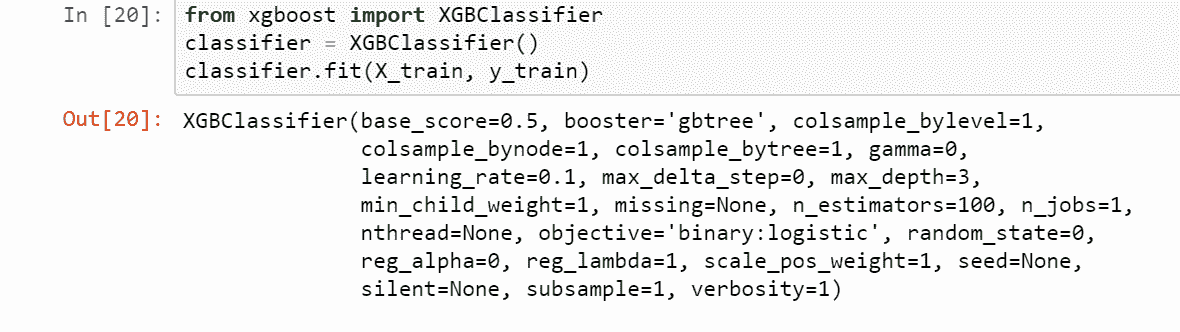 In [20]: from xgboost import XGBClassifier
classifier = XGBClassifier()
classifier.fit(X_train, y_train)
Out[20]: XGBClassifier(base_score=0.5, booster='gbtree', colsample_bylevel=1,
colsample_bynode=1, colsample_bytree=1, gamma=0,
learning_rate=0.1, max_delta_step=0, max_depth=3,
min_child_weight=1, missing=None, n_estimators=100, n_jobs=1,
nthread=None, objective='binary:logistic', random_state=0,
reg_alpha=0, reg_lambda=1, scale_pos_weight=1, seed=None,
silent=None, subsample=1, verbosity=1)